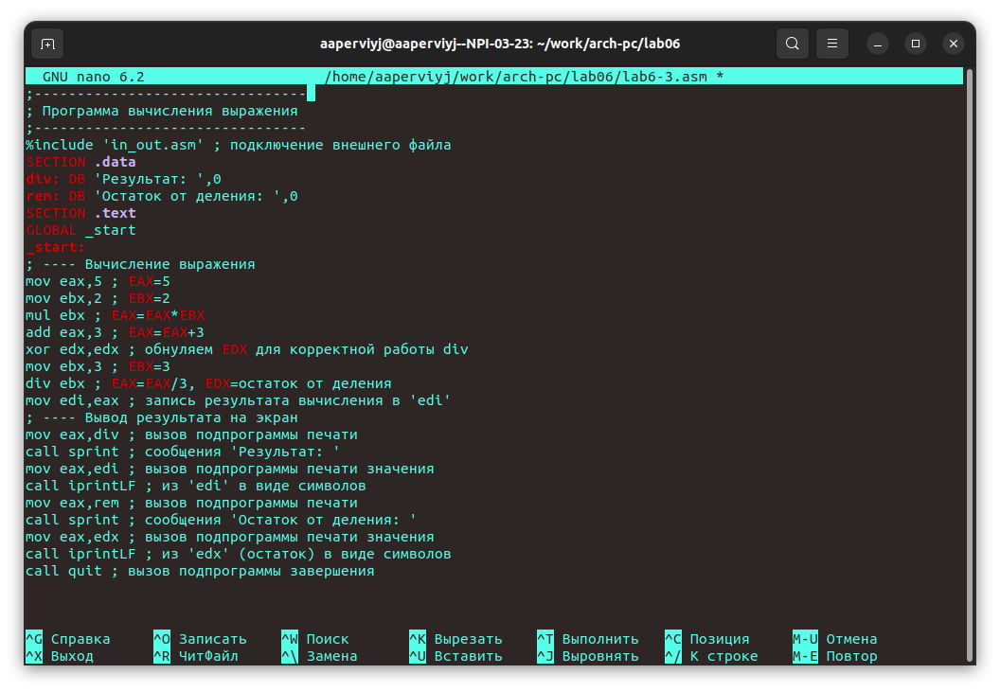 aaperviyj@aaperviyj--NPI-03-23: ~/work/arch-pc/lab06
GNU nano 6.2 /home/aaperviyj/work/arch-pc/lab06/lab6-3.asm *
;--------------------------------
; Программа вычисления выражения
;--------------------------------
%include 'in_out.asm' ; подключение внешнего файла
SECTION .data
div: DB 'Результат: ',0
rem: DB 'Остаток от деления: ',0
SECTION .text
GLOBAL _start
_start:
; ---- Вычисление выражения
mov eax,5 ; EAX=5
mov ebx,2 ; EBX=2
mul ebx ; EAX=EAX*EBX
add eax,3 ; EAX=EAX+3
xor edx,edx ; обнуляем EDX для корректной работы div
mov ebx,3 ; EBX=3
div ebx ; EAX=EAX/3, EDX=остаток от деления
mov edi,eax ; запись результата вычисления в 'edi'
; ---- Вывод результата на экран
mov eax,div ; вызов подпрограммы печати
call sprint ; сообщения 'Результат: '
mov eax,edi ; вызов подпрограммы печати значения
call iprintLF ; из 'edi' в виде символов
mov eax,rem ; вызов подпрограммы печати
call sprint ; сообщения 'Остаток от деления: '
mov eax,edx ; вызов подпрограммы печати значения
call iprintLF ; из 'edx' (остаток) в виде символов
call quit ; вызов подпрограммы завершения
^G Справка ^O Записать ^W Поиск ^K Вырезать ^T Выполнить ^C Позиция M-U Отмена
^X Выход ^R ЧитФайл ^\ Замена ^U Вставить ^J Выровнять ^/ К строке M-E Повтор